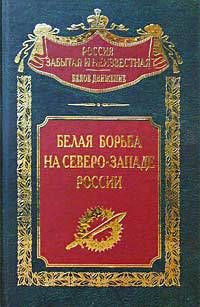 РОССИЯ
ЗАБЫТАЯ И НЕИЗВЕСТНАЯ
БЕЛОЕ ДВИЖЕНИЕ
БЕЛАЯ БОРЬБА
НА СЕВЕРО-ЗАПАДЕ
РОССИИ